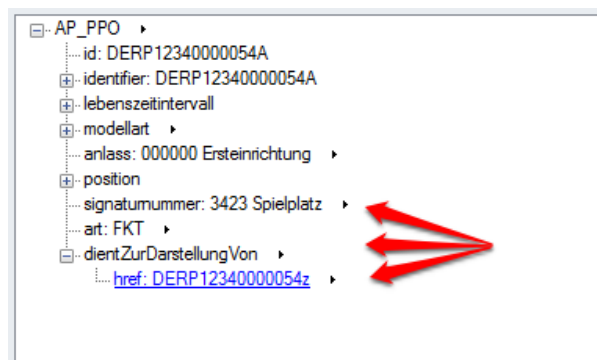 AP_PPO
id: DERP12340000054A
identifier: DERP12340000054A
lebenszeitintervall
modellart
anlass: 000000 Ersteinrichtung
position
signaturnummer: 3423 Spielplatz
art: FKT
dientZurDarstellungVon
href: DERP12340000054z